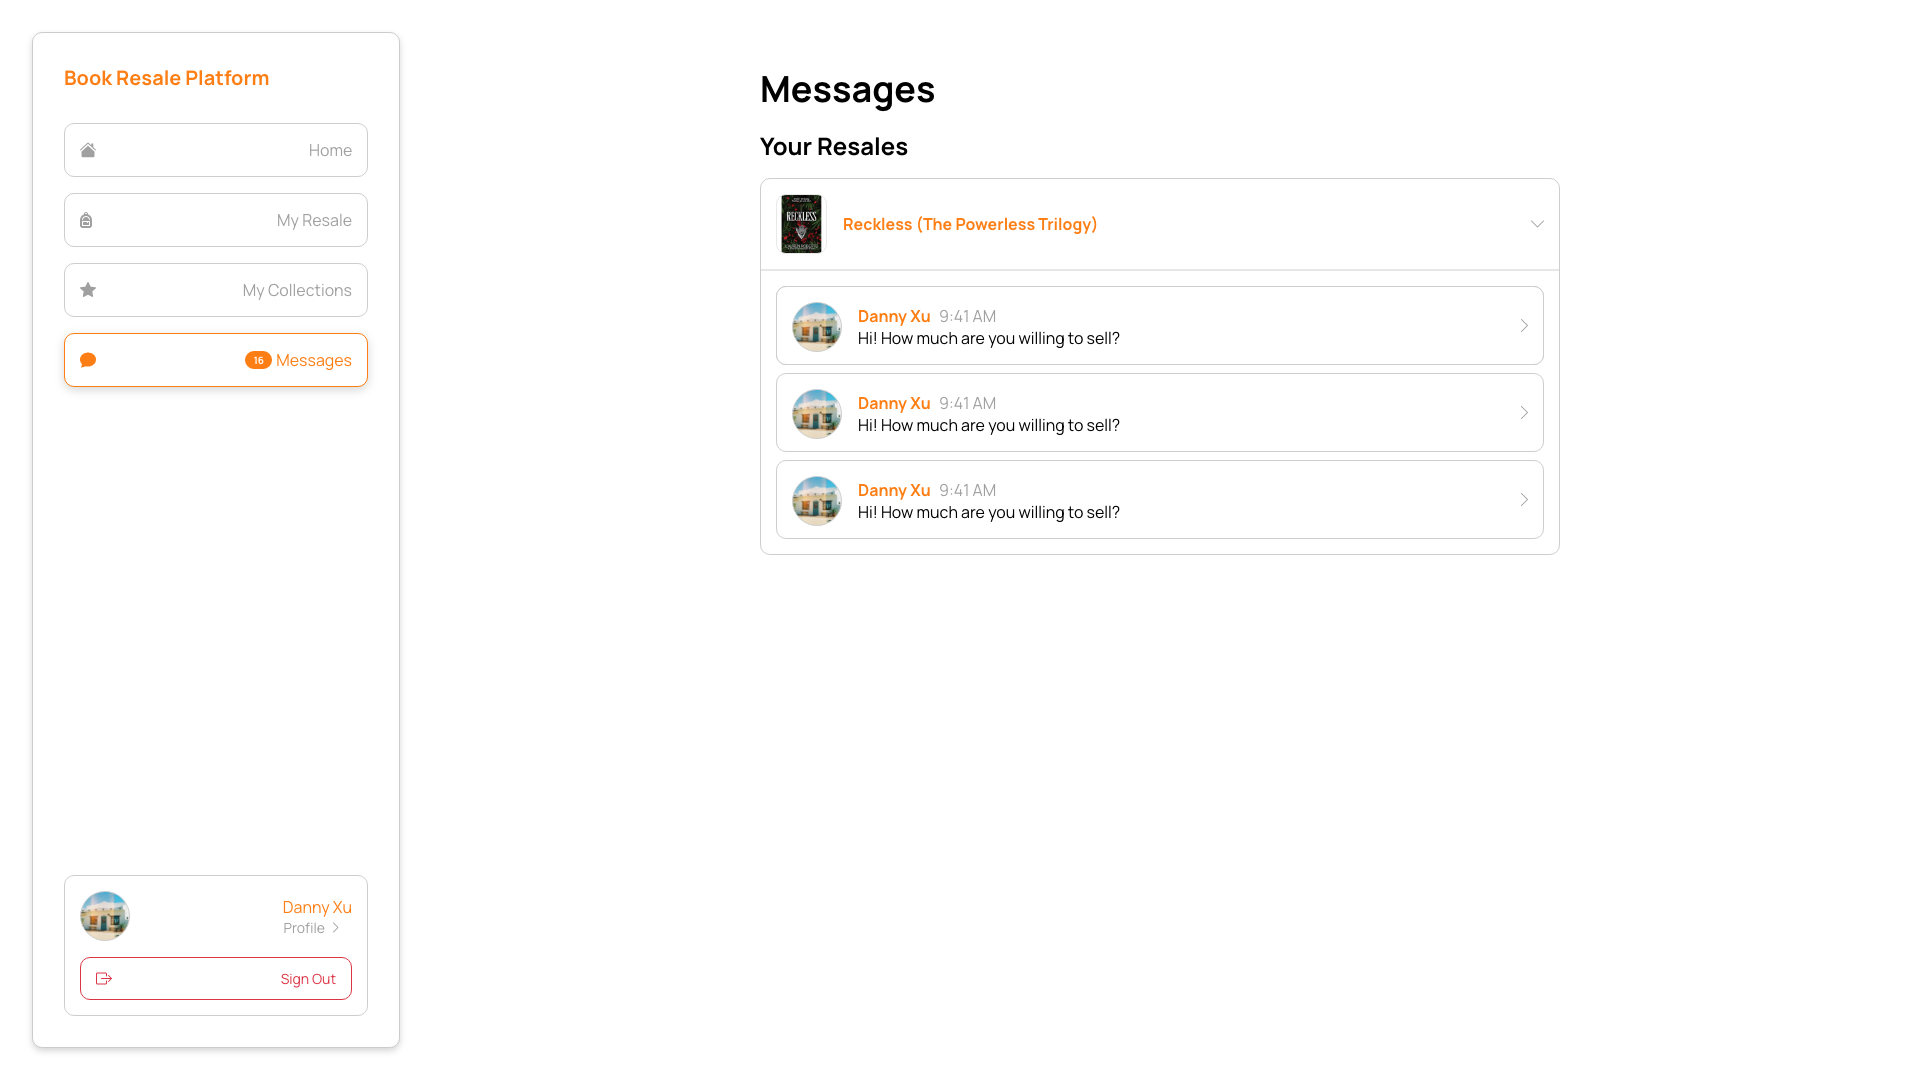 Book Resale Platform
Home
My Resale
My Collections
16 Messages
Danny Xu
Profile
Sign Out
Messages
Your Resales
RECKLESS
Reckless (The Powerless Trilogy)
Danny Xu 9:41 AM
Hi! How much are you willing to sell?
Danny Xu 9:41 AM
Hi! How much are you willing to sell?
Danny Xu 9:41 AM
Hi! How much are you willing to sell?